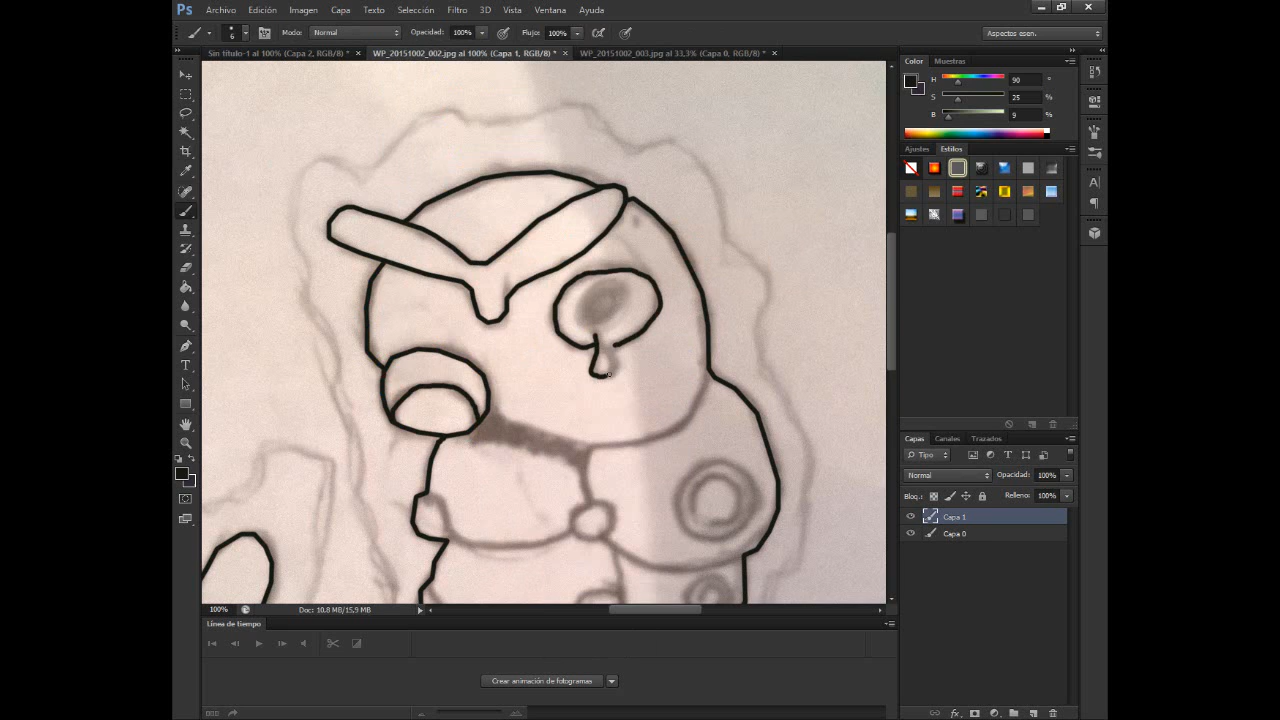 Ps Archivo Edición Imagen Capa Texto Selección Filtro 3D Vista Ventana Ayuda
6 Modo: Normal Opacidad: 100% Flujo: 100% Aspectos esen.
Sin título-1 al 100% (Capa 2, RGB/8) * × WP_20151002_002.jpg al 100% (Capa 1, RGB/8) * × WP_20151002_003.jpg al 33,3% (Capa 0, RGB/8) * ×
Color Muestras
H 90 °
S 25 %
B 9 %
Ajustes Estilos
Capas Canales Trazados
Tipo
Normal Opacidad: 100%
Bloq.: Relleno: 100%
Capa 1
Capa 0
100% Doc: 10,8 MB/15,9 MB
Línea de tiempo
Crear animación de fotogramas